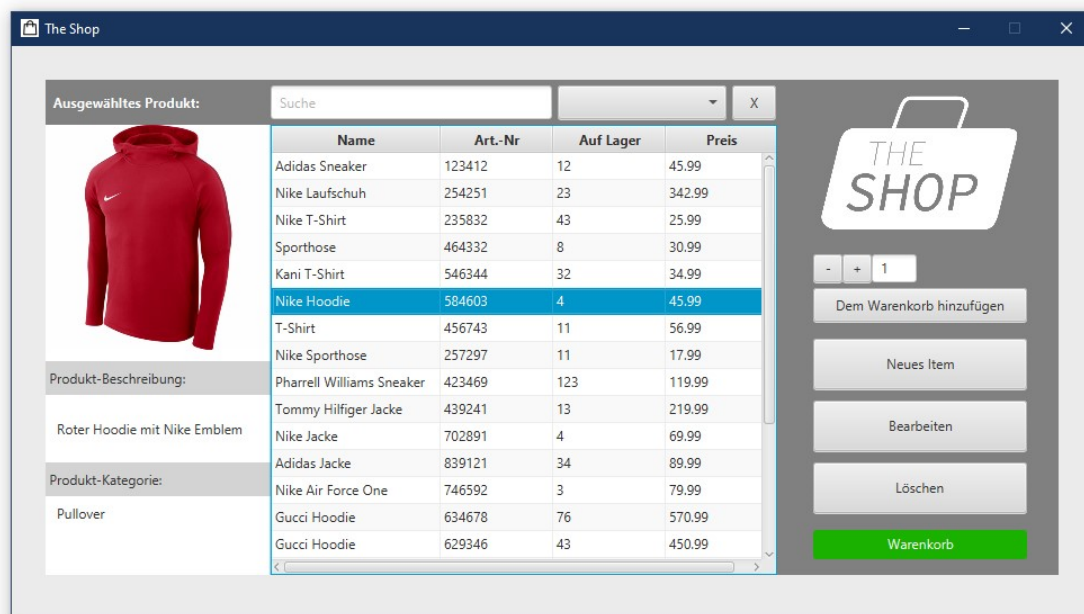 The Shop
Ausgewähltes Produkt:
Suche
X
Name Art.-Nr Auf Lager Preis
Adidas Sneaker 123412 12 45.99
Nike Laufschuh 254251 23 342.99
Nike T-Shirt 235832 43 25.99
Sporthose 464332 8 30.99
Kani T-Shirt 546344 32 34.99
Nike Hoodie 584603 4 45.99
T-Shirt 456743 11 56.99
Nike Sporthose 257297 11 17.99
Pharrell Williams Sneaker 423469 123 119.99
Tommy Hilfiger Jacke 439241 13 219.99
Nike Jacke 702891 4 69.99
Adidas Jacke 839121 34 89.99
Nike Air Force One 746592 3 79.99
Gucci Hoodie 634678 76 570.99
Gucci Hoodie 629346 43 450.99
Produkt-Beschreibung:
Roter Hoodie mit Nike Emblem
Produkt-Kategorie:
Pullover
THE
SHOP
- + 1
Dem Warenkorb hinzufügen
Neues Item
Bearbeiten
Löschen
Warenkorb